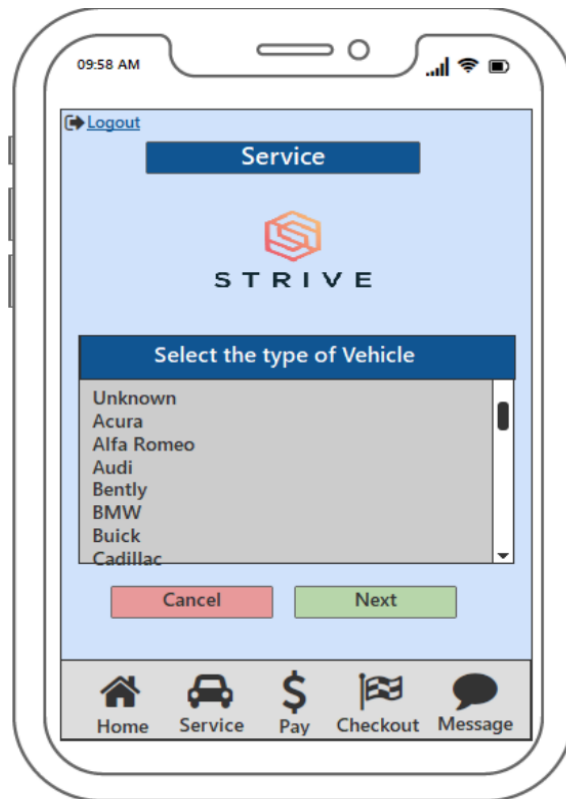 09:58 AM
Logout
Service
STRIVE
Select the type of Vehicle
Unknown
Acura
Alfa Romeo
Audi
Bently
BMW
Buick
Cadillac
Cancel Next
Home Service Pay Checkout Message